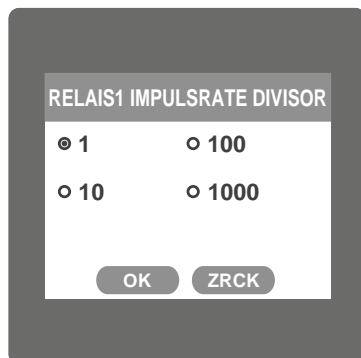 RELAIS1 IMPULSRATE DIVISOR
1 100
10 1000
OK ZRCK